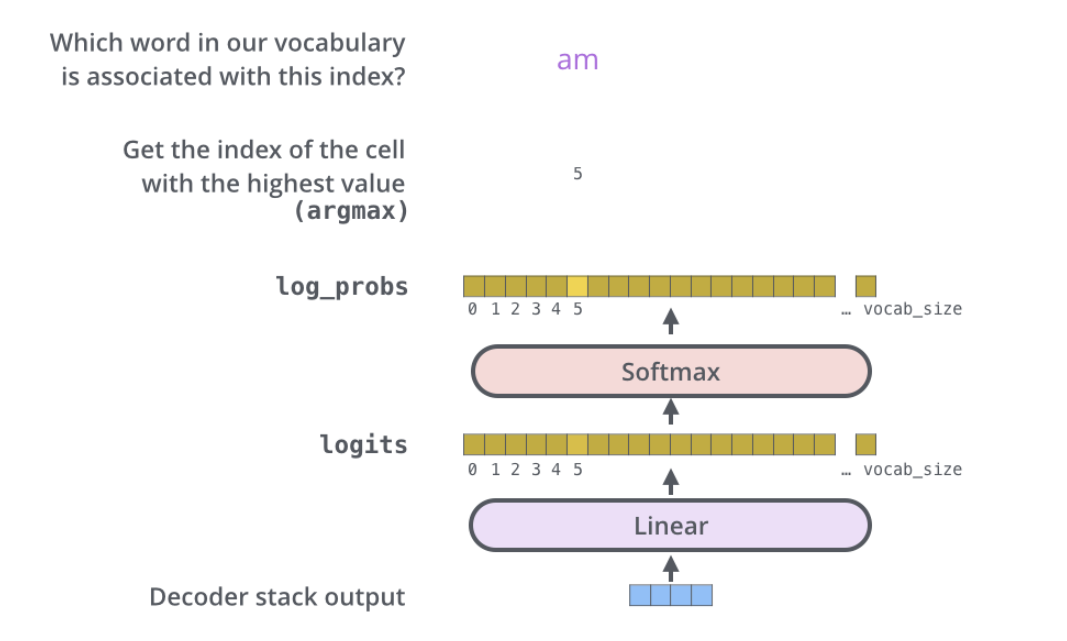 Which word in our vocabulary
is associated with this index?
am
Get the index of the cell
with the highest value
(argmax)
5
log_probs
0 1 2 3 4 5 … vocab_size
Softmax
logits
0 1 2 3 4 5 … vocab_size
Linear
Decoder stack output